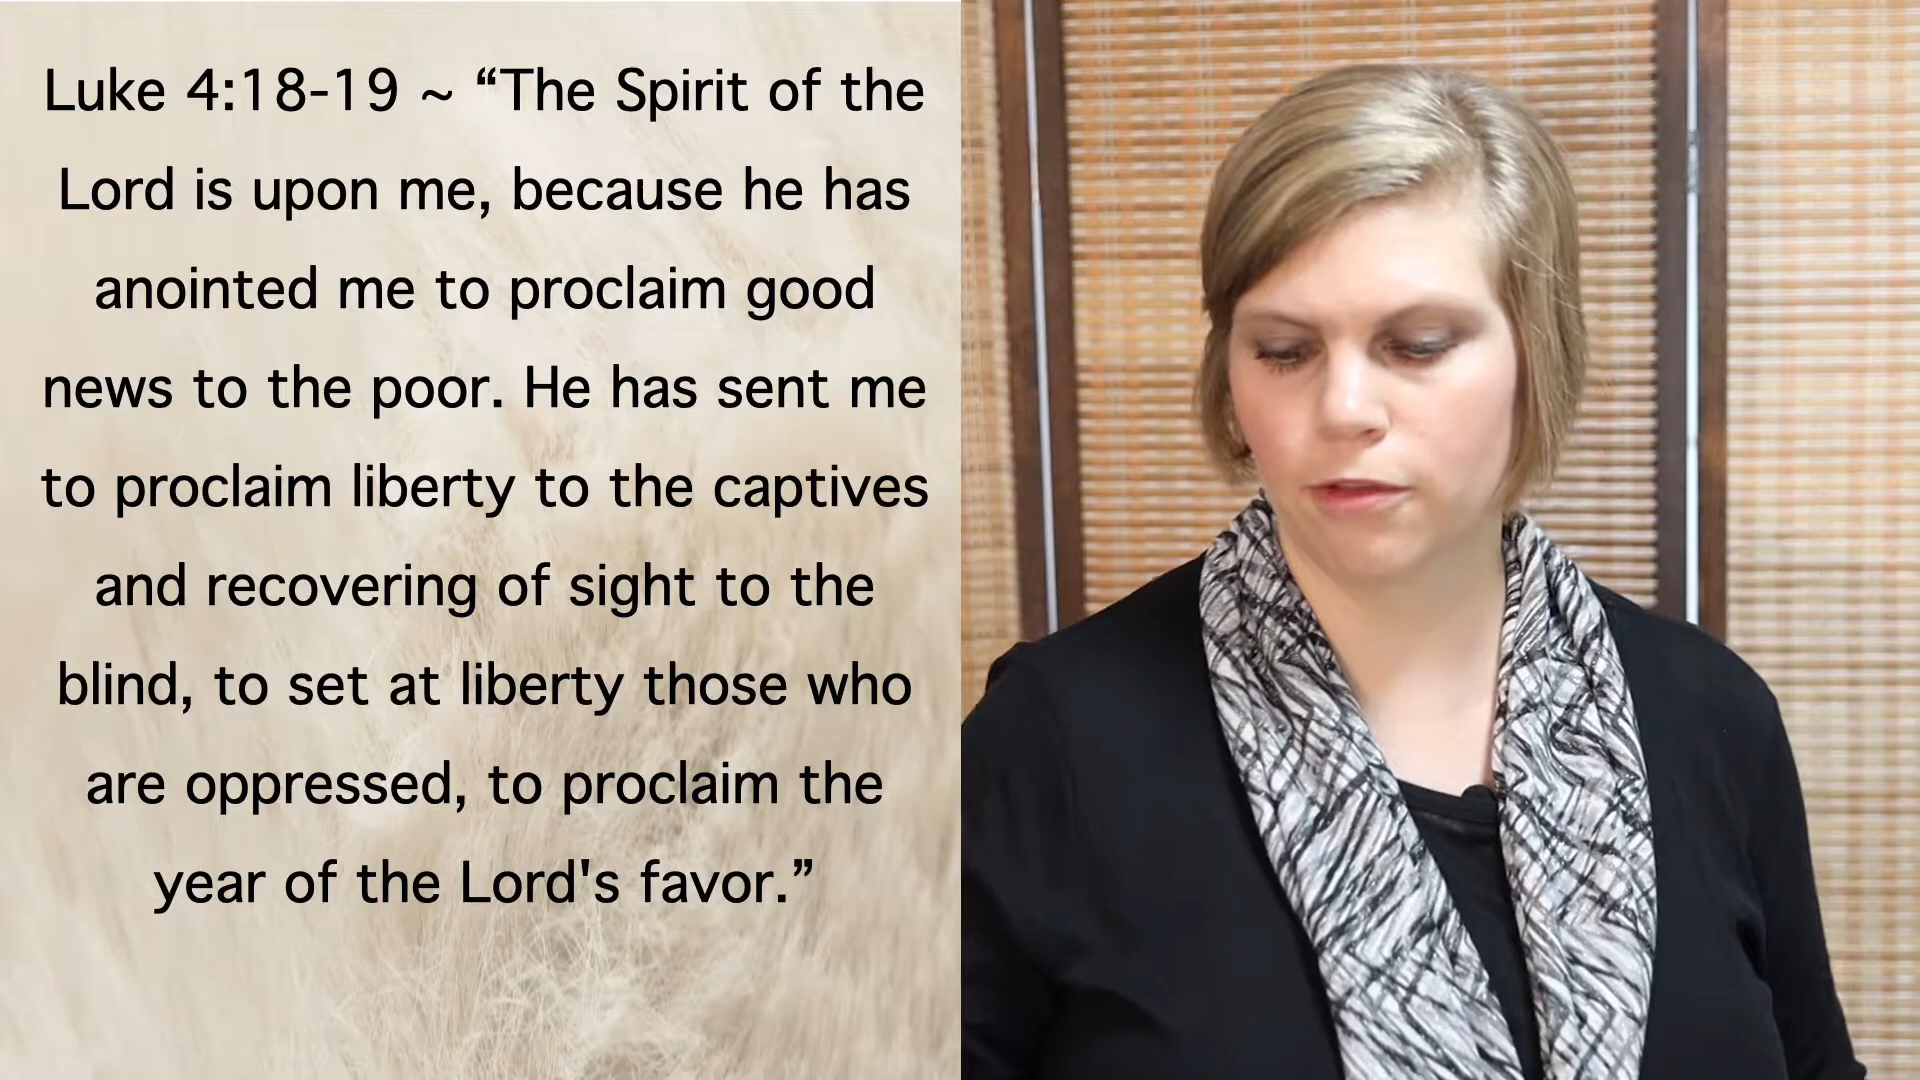 Luke 4:18-19 ~ “The Spirit of the
Lord is upon me, because he has
anointed me to proclaim good
news to the poor. He has sent me
to proclaim liberty to the captives
and recovering of sight to the
blind, to set at liberty those who
are oppressed, to proclaim the
year of the Lord's favor.”